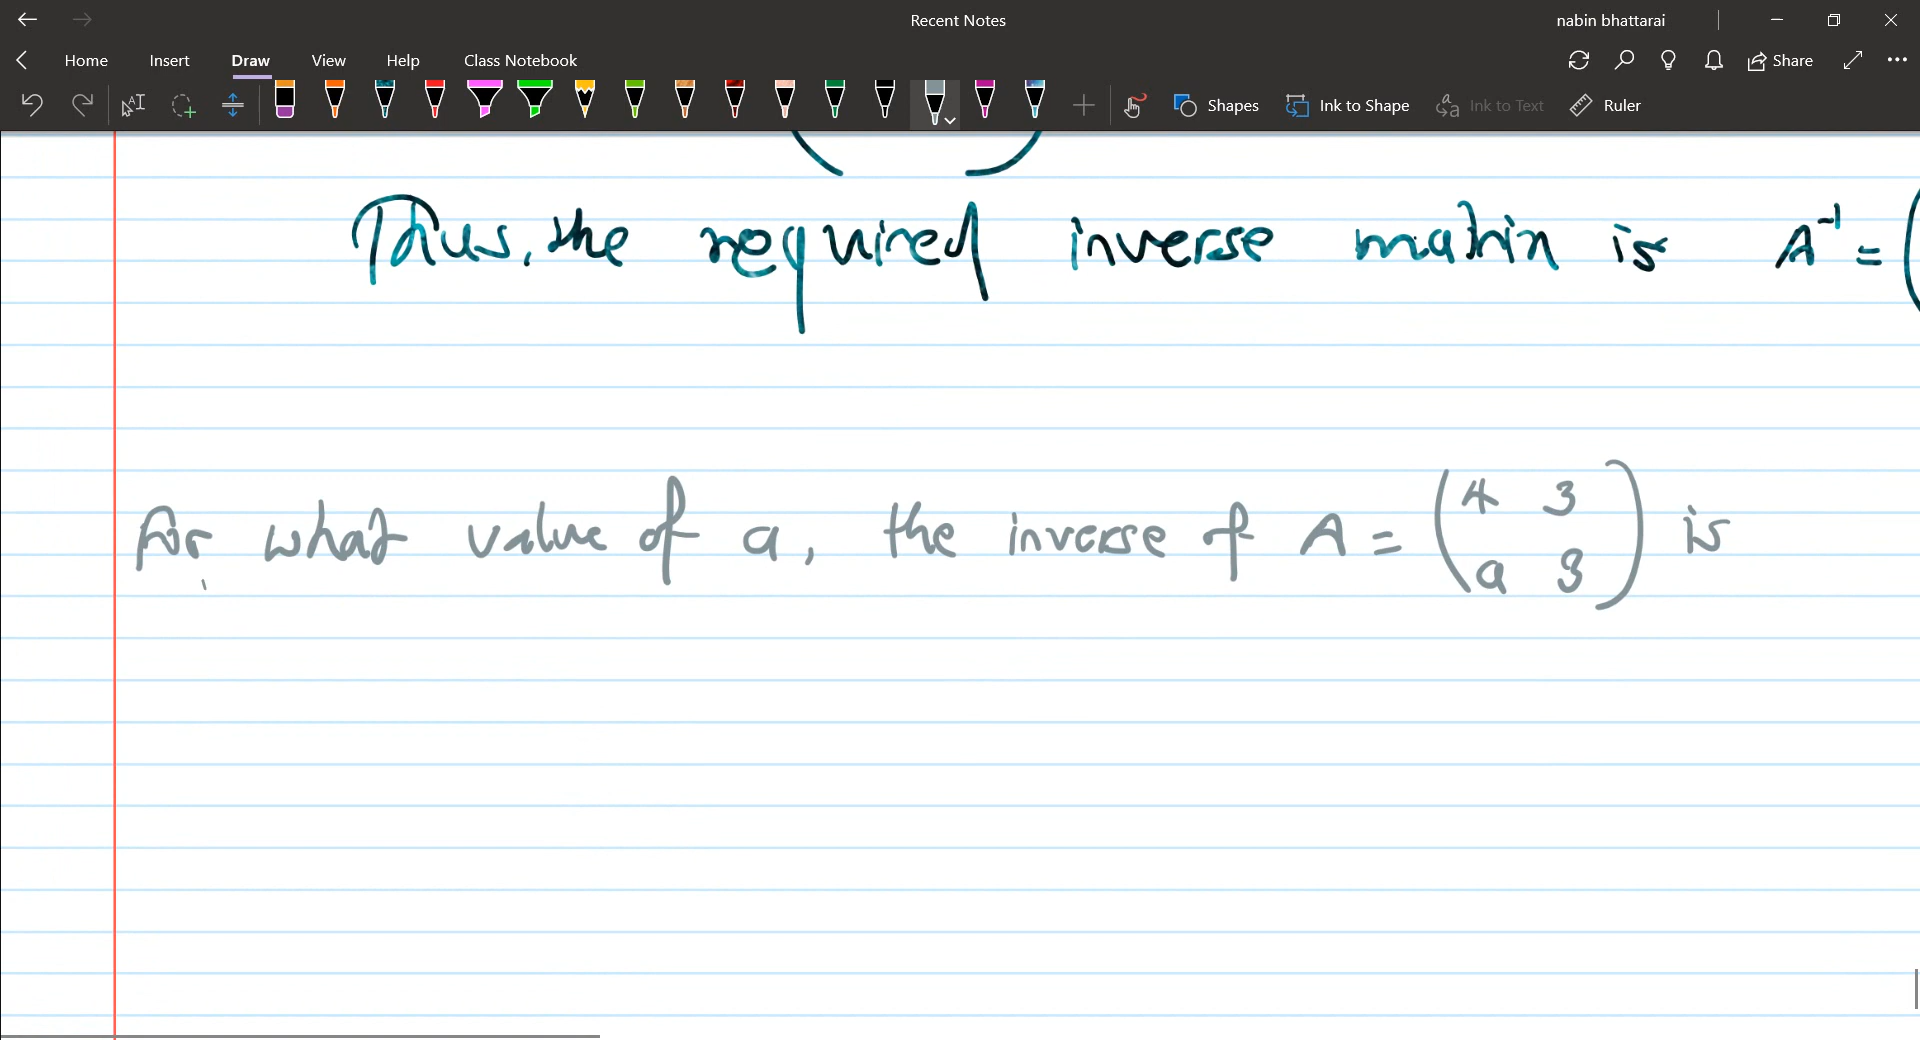 Recent Notes
nabin bhattarai
Home Insert Draw View Help Class Notebook
Share
Shapes Ink to Shape Ink to Text Ruler
Thus, the required inverse matrix is A⁻¹ = (
For what value of a, the inverse of A = (4 3
a 3) is